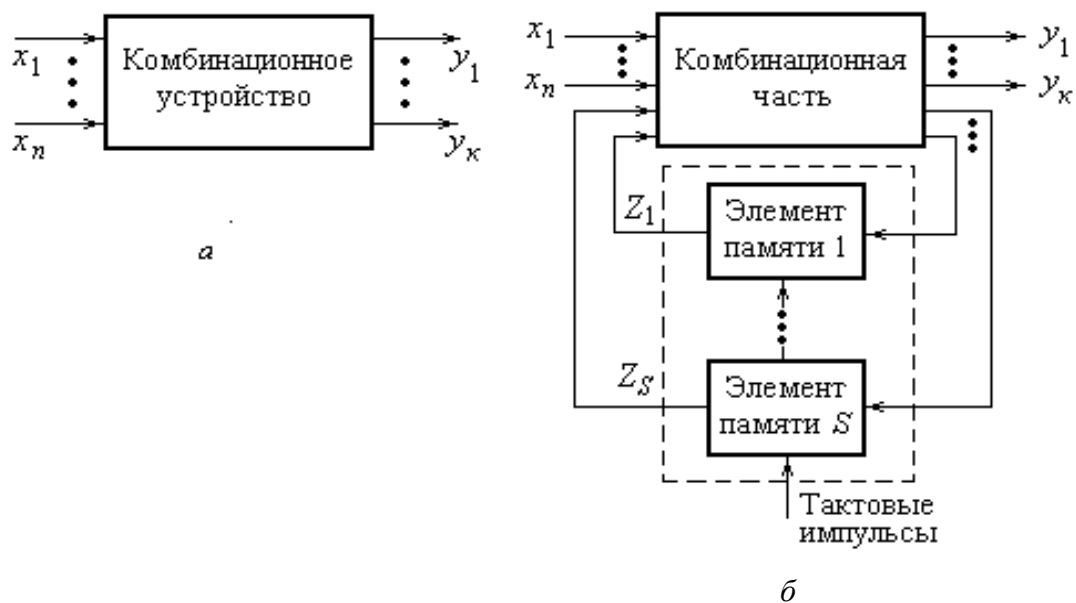 x1
xn
Комбинационное
устройство
y1
yк
а
x1
xn
Комбинационная
часть
y1
yк
Z1
Элемент
памяти 1
ZS
Элемент
памяти S
Тактовые
импульсы
б